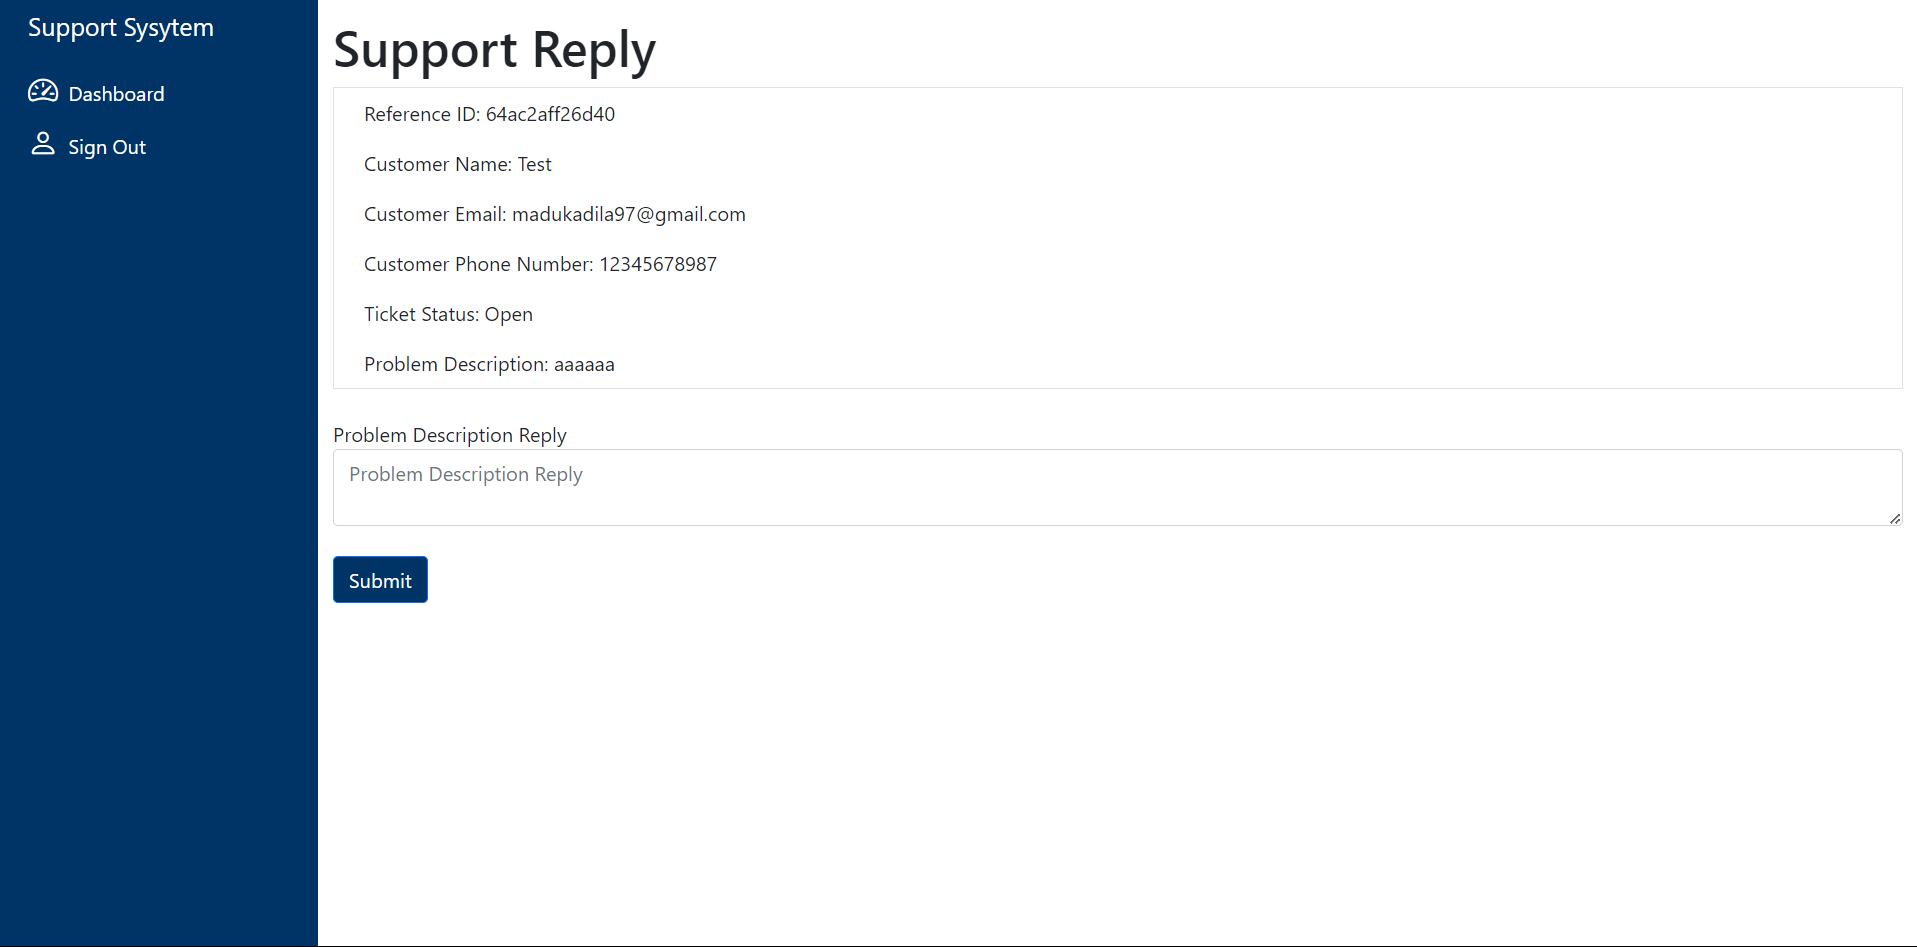 Support Sysytem
Dashboard
Sign Out
Support Reply
Reference ID: 64ac2aff26d40
Customer Name: Test
Customer Email: madukadila97@gmail.com
Customer Phone Number: 12345678987
Ticket Status: Open
Problem Description: aaaaaa
Problem Description Reply
Problem Description Reply
Submit